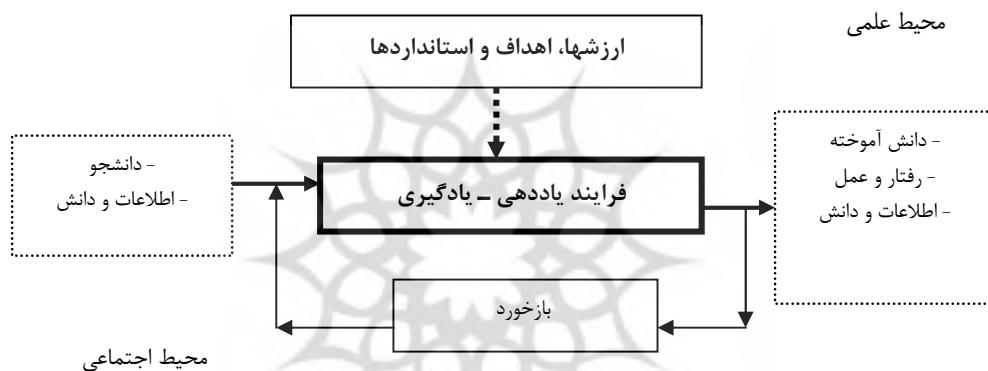 محیط علمی
ارزشها، اهداف و استانداردها
- دانش آموخته
- رفتار و عمل
- اطلاعات و دانش
فرایند یاددهی – یادگیری
- دانشجو
- اطلاعات و دانش
بازخورد
محیط اجتماعی